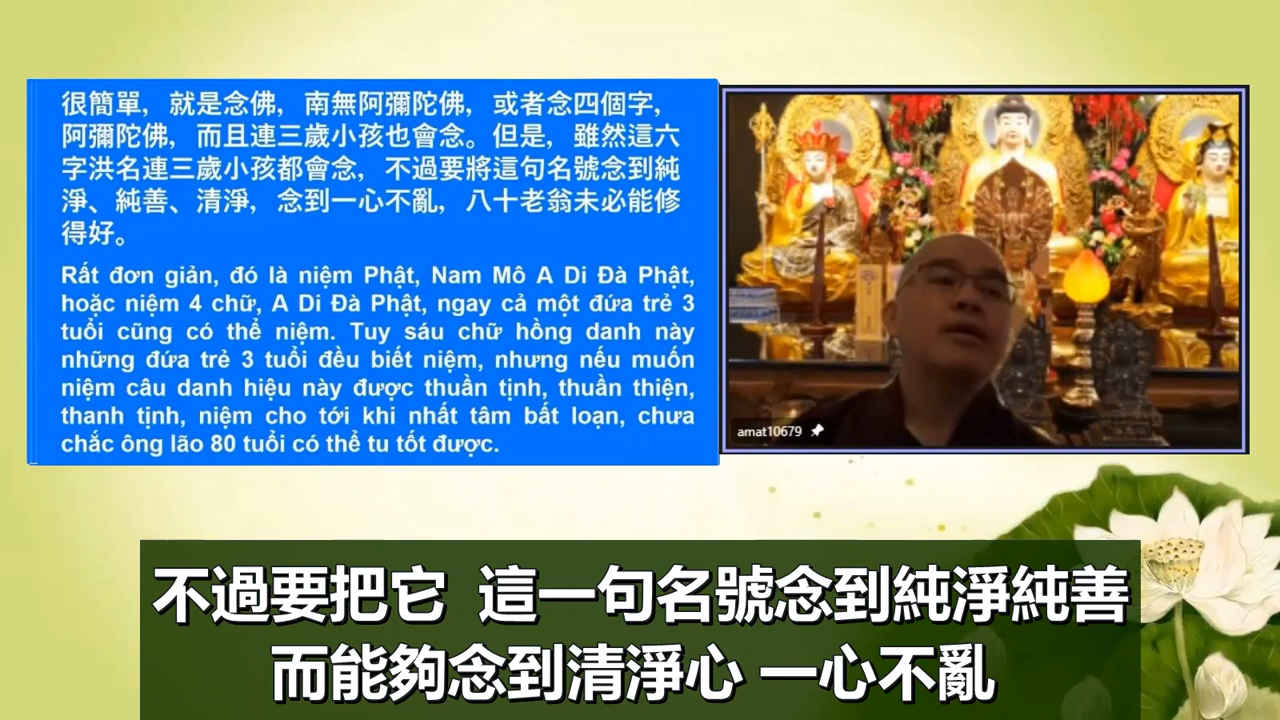 很簡單，就是念佛，南無阿彌陀佛，或者念四個字，
阿彌陀佛，而且連三歲小孩也會念。但是，雖然這六
字洪名連三歲小孩都會念，不過要將這句名號念到純
淨、純善、清淨，念到一心不亂，八十老翁未必能修
得好。
Rất đơn giản, đó là niệm Phật, Nam Mô A Di Đà Phật,
hoặc niệm 4 chữ, A Di Đà Phật, ngay cả một đứa trẻ 3
tuổi cũng có thể niệm. Tuy sáu chữ hồng danh này
những đứa trẻ 3 tuổi đều biết niệm, nhưng nếu muốn
niệm câu danh hiệu này được thuần tịnh, thuần thiện,
thanh tịnh, niệm cho tới khi nhất tâm bất loạn, chưa
chắc ông lão 80 tuổi có thể tu tốt được.
amat10679
不過要把它 這一句名號念到純淨純善
而能夠念到清淨心 一心不亂